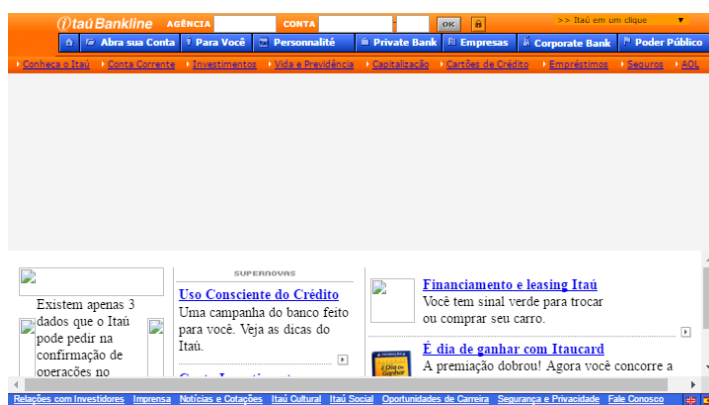 itaú Bankline AGÊNCIA CONTA - OK >> Itaú em um clique
Abra sua Conta Para Você Personnalité Private Bank Empresas Corporate Bank Poder Público
Conheça o Itaú Conta Corrente Investimentos Vida e Previdência Capitalização Cartões de Crédito Empréstimos Seguros AOL
Existem apenas 3
dados que o Itaú
pode pedir na
confirmação de
operações no
SUPERNOVAS
Uso Consciente do Crédito
Uma campanha do banco feito
para você. Veja as dicas do
Itaú.
Financiamento e leasing Itaú
Você tem sinal verde para trocar
ou comprar seu carro.
É dia de ganhar com Itaucard
A premiação dobrou! Agora você concorre a
Relações com Investidores Imprensa Notícias e Cotações Itaú Cultural Itaú Social Oportunidades de Carreira Segurança e Privacidade Fale Conosco